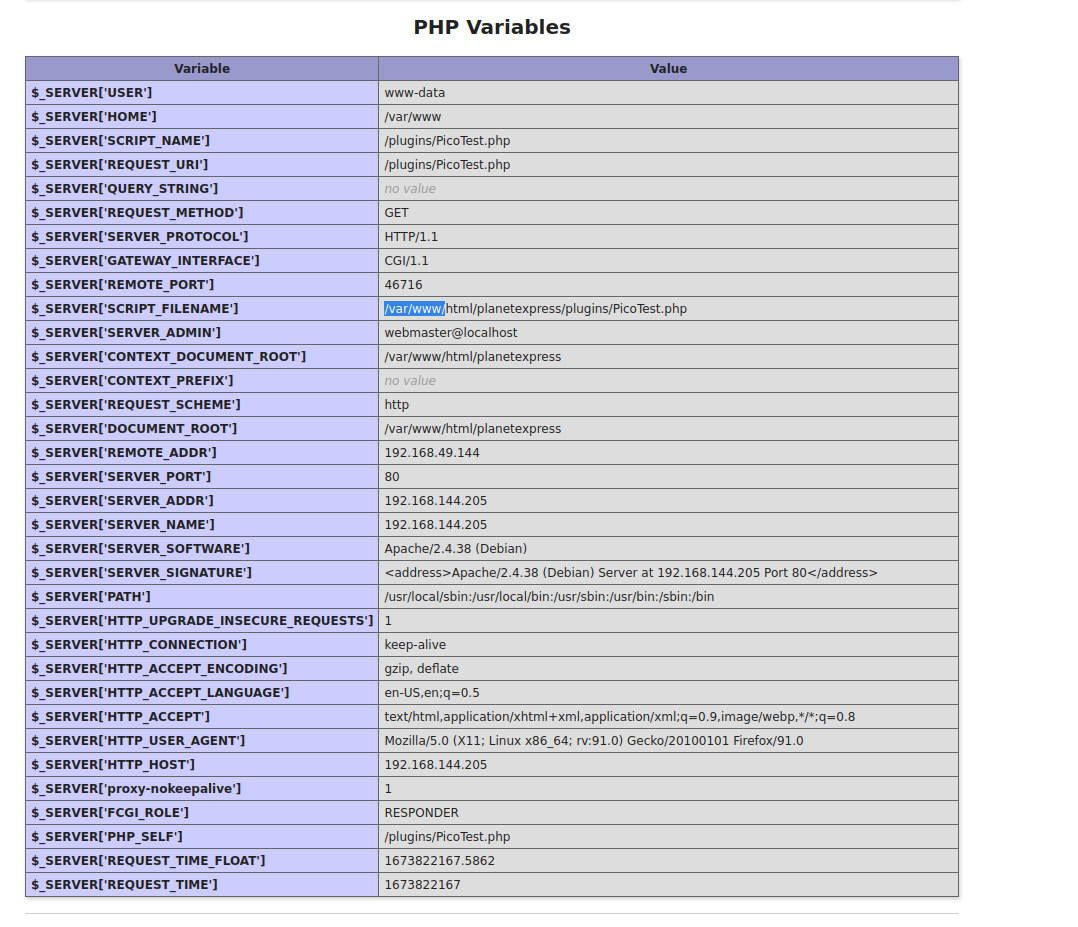 PHP Variables
Variable Value
$_SERVER['USER'] www-data
$_SERVER['HOME'] /var/www
$_SERVER['SCRIPT_NAME'] /plugins/PicoTest.php
$_SERVER['REQUEST_URI'] /plugins/PicoTest.php
$_SERVER['QUERY_STRING'] no value
$_SERVER['REQUEST_METHOD'] GET
$_SERVER['SERVER_PROTOCOL'] HTTP/1.1
$_SERVER['GATEWAY_INTERFACE'] CGI/1.1
$_SERVER['REMOTE_PORT'] 46716
$_SERVER['SCRIPT_FILENAME'] /var/www/html/planetexpress/plugins/PicoTest.php
$_SERVER['SERVER_ADMIN'] webmaster@localhost
$_SERVER['CONTEXT_DOCUMENT_ROOT'] /var/www/html/planetexpress
$_SERVER['CONTEXT_PREFIX'] no value
$_SERVER['REQUEST_SCHEME'] http
$_SERVER['DOCUMENT_ROOT'] /var/www/html/planetexpress
$_SERVER['REMOTE_ADDR'] 192.168.49.144
$_SERVER['SERVER_PORT'] 80
$_SERVER['SERVER_ADDR'] 192.168.144.205
$_SERVER['SERVER_NAME'] 192.168.144.205
$_SERVER['SERVER_SOFTWARE'] Apache/2.4.38 (Debian)
$_SERVER['SERVER_SIGNATURE'] <address>Apache/2.4.38 (Debian) Server at 192.168.144.205 Port 80</address>
$_SERVER['PATH'] /usr/local/sbin:/usr/local/bin:/usr/sbin:/usr/bin:/sbin:/bin
$_SERVER['HTTP_UPGRADE_INSECURE_REQUESTS'] 1
$_SERVER['HTTP_CONNECTION'] keep-alive
$_SERVER['HTTP_ACCEPT_ENCODING'] gzip, deflate
$_SERVER['HTTP_ACCEPT_LANGUAGE'] en-US,en;q=0.5
$_SERVER['HTTP_ACCEPT'] text/html,application/xhtml+xml,application/xml;q=0.9,image/webp,*/*;q=0.8
$_SERVER['HTTP_USER_AGENT'] Mozilla/5.0 (X11; Linux x86_64; rv:91.0) Gecko/20100101 Firefox/91.0
$_SERVER['HTTP_HOST'] 192.168.144.205
$_SERVER['proxy-nokeepalive'] 1
$_SERVER['FCGI_ROLE'] RESPONDER
$_SERVER['PHP_SELF'] /plugins/PicoTest.php
$_SERVER['REQUEST_TIME_FLOAT'] 1673822167.5862
$_SERVER['REQUEST_TIME'] 1673822167